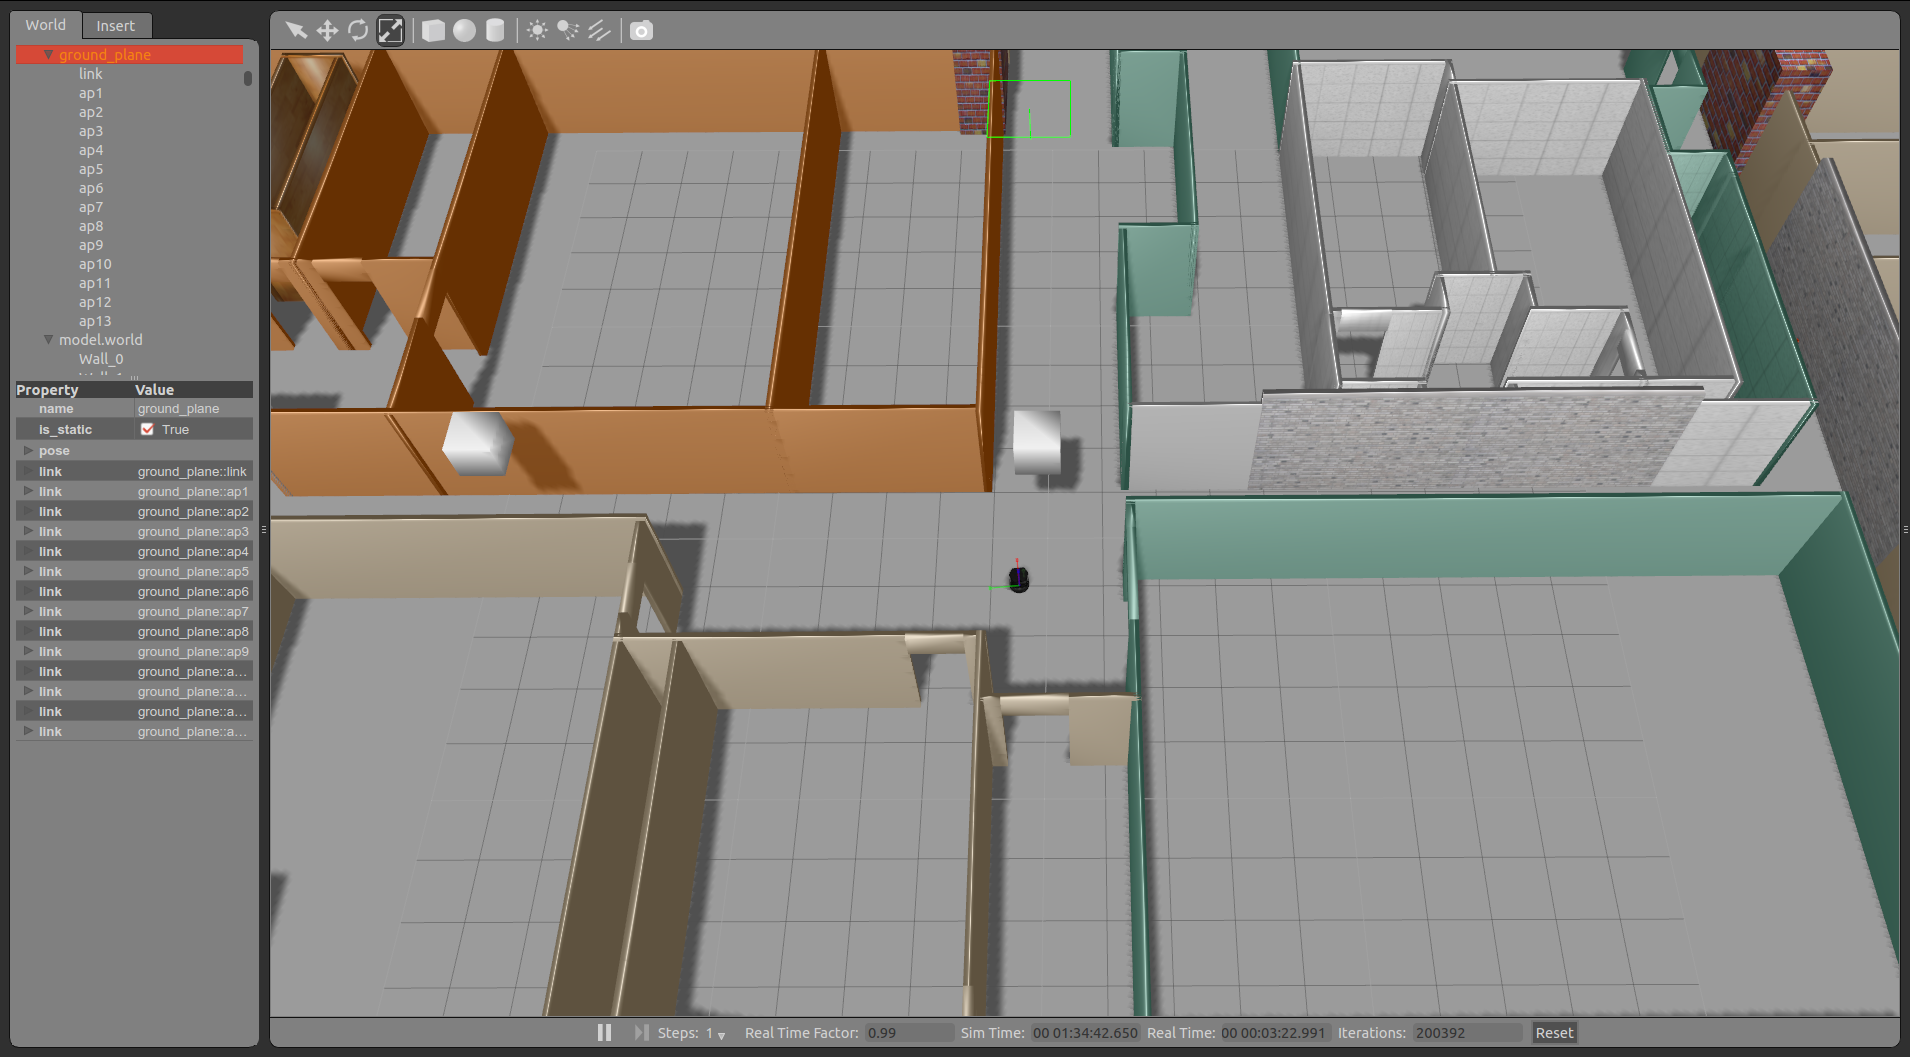 World Insert
ground_plane
link
ap1
ap2
ap3
ap4
ap5
ap6
ap7
ap8
ap9
ap10
ap11
ap12
ap13
model.world
Wall_0
Property Value
name ground_plane
is_static True
pose
link ground_plane::link
link ground_plane::ap1
link ground_plane::ap2
link ground_plane::ap3
link ground_plane::ap4
link ground_plane::ap5
link ground_plane::ap6
link ground_plane::ap7
link ground_plane::ap8
link ground_plane::ap9
link ground_plane::a...
link ground_plane::a...
link ground_plane::a...
link ground_plane::a...
Steps: 1 Real Time Factor: 0.99 Sim Time: 00 01:34:42.650 Real Time: 00 00:03:22.991 Iterations: 200392 Reset